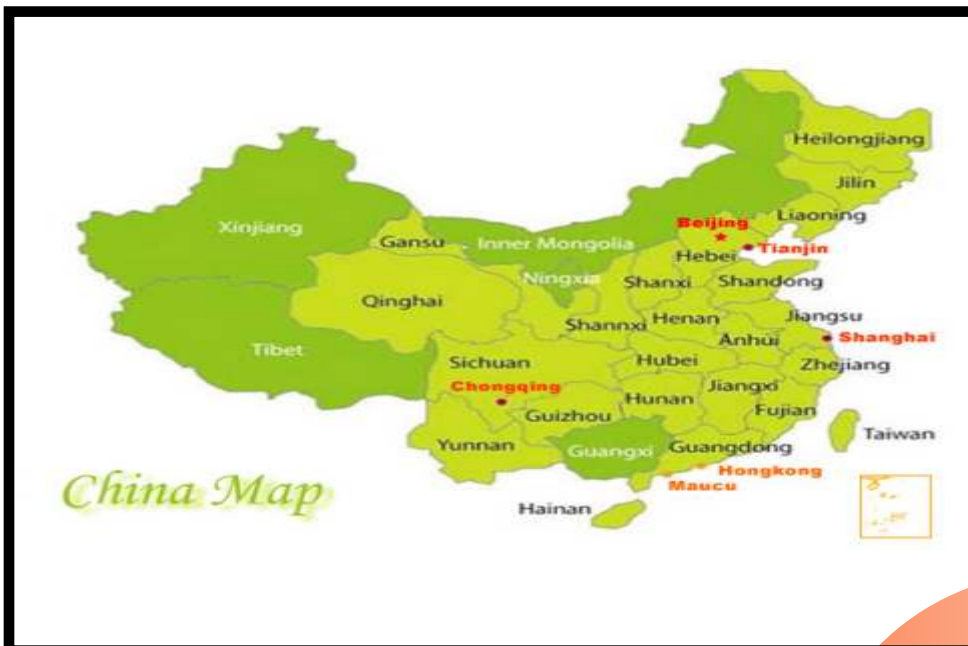 Heilongjiang
Jilin
Liaoning
Beijing
Tianjin
Xinjiang
Gansu
Inner Mongolia
Hebei
Ningxia
Shanxi
Shandong
Qinghai
Jiangsu
Shannxi
Henan
Anhui
Shanghai
Tibet
Sichuan
Hubei
Zhejiang
Chongqing
Hunan
Jiangxi
Guizhou
Fujian
Yunnan
Guangxi
Guangdong
Taiwan
Hongkong
Maucu
China Map
Hainan